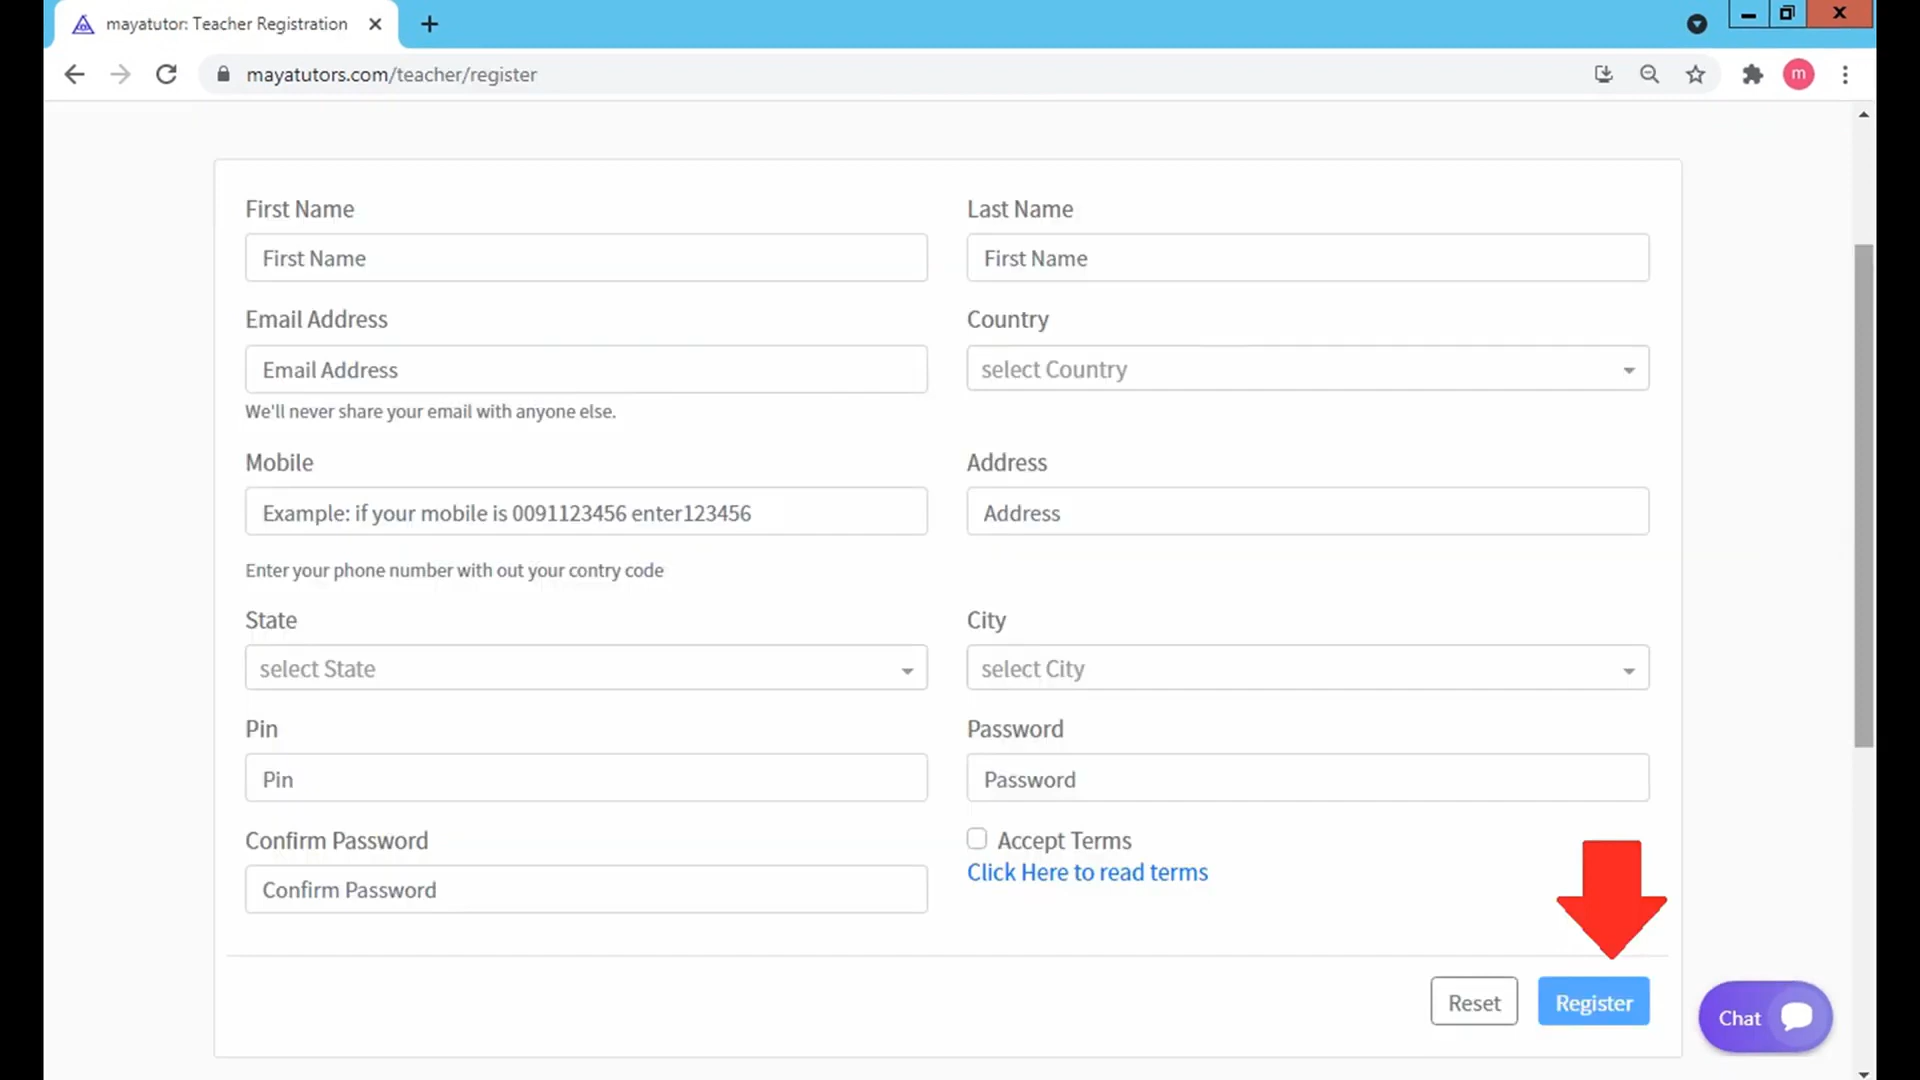 mayatutor: Teacher Registration
mayatutors.com/teacher/register
m
First Name
Last Name
First Name
First Name
Email Address
Country
Email Address
select Country
We'll never share your email with anyone else.
Mobile
Address
Example: if your mobile is 0091123456 enter123456
Address
Enter your phone number with out your contry code
State
City
select State
select City
Pin
Password
Pin
Password
Confirm Password
Accept Terms
Click Here to read terms
Confirm Password
Reset
Register
Chat